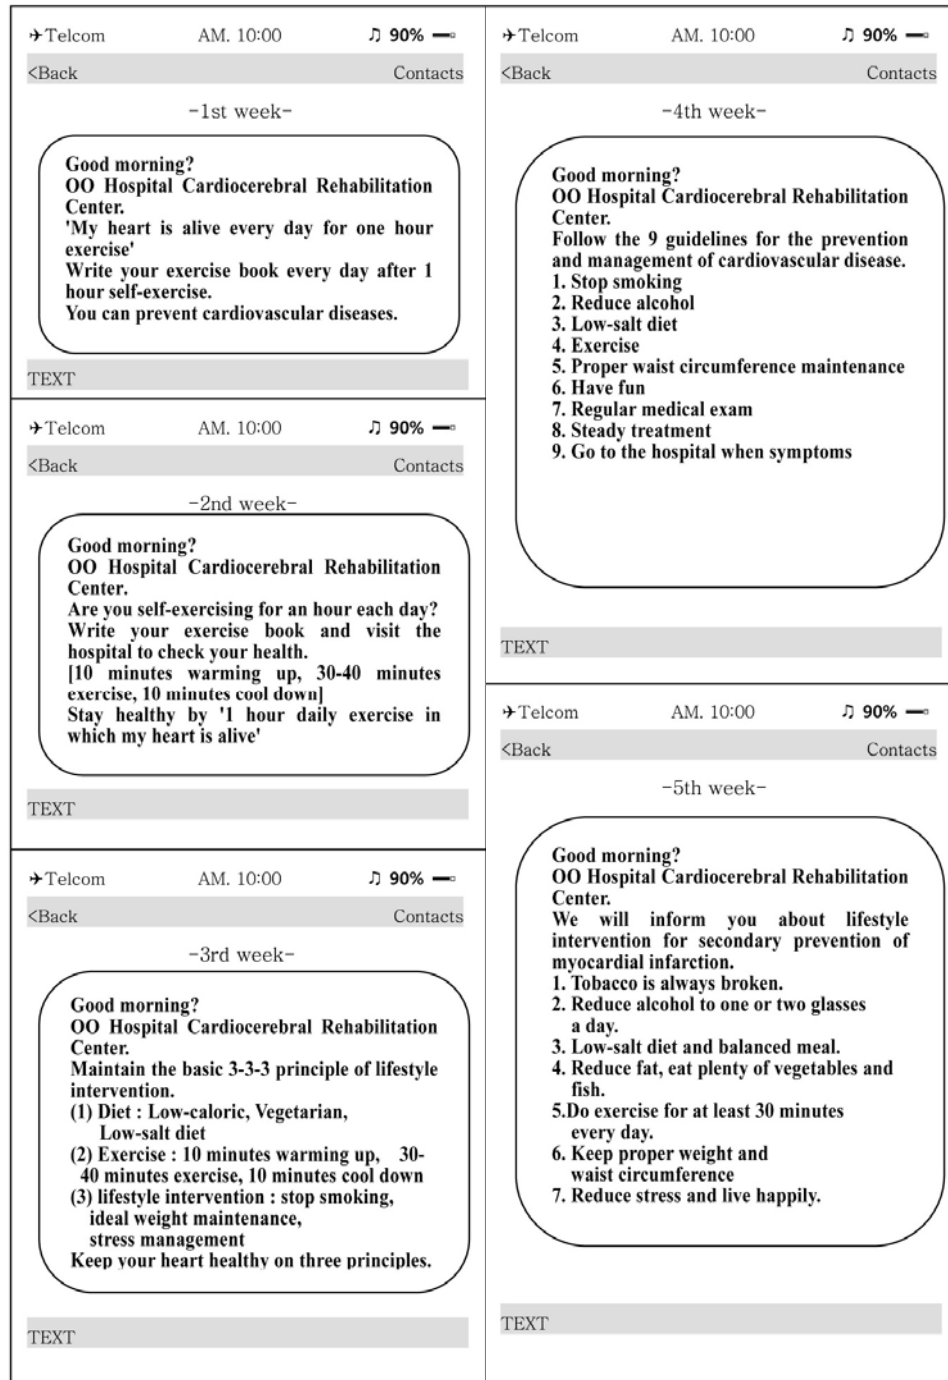 ✈Telcom AM. 10:00 ♫ 90%
<Back Contacts
-1st week-
Good morning?
OO Hospital Cardiocerebral Rehabilitation
Center.
'My heart is alive every day for one hour
exercise'
Write your exercise book every day after 1
hour self-exercise.
You can prevent cardiovascular diseases.
TEXT
✈Telcom AM. 10:00 ♫ 90%
<Back Contacts
-2nd week-
Good morning?
OO Hospital Cardiocerebral Rehabilitation
Center.
Are you self-exercising for an hour each day?
Write your exercise book and visit the
hospital to check your health.
[10 minutes warming up, 30-40 minutes
exercise, 10 minutes cool down]
Stay healthy by '1 hour daily exercise in
which my heart is alive'
TEXT
✈Telcom AM. 10:00 ♫ 90%
<Back Contacts
-3rd week-
Good morning?
OO Hospital Cardiocerebral Rehabilitation
Center.
Maintain the basic 3-3-3 principle of lifestyle
intervention.
(1) Diet : Low-caloric, Vegetarian,
Low-salt diet
(2) Exercise : 10 minutes warming up, 30-
40 minutes exercise, 10 minutes cool down
(3) lifestyle intervention : stop smoking,
ideal weight maintenance,
stress management
Keep your heart healthy on three principles.
TEXT
✈Telcom AM. 10:00 ♫ 90%
<Back Contacts
-4th week-
Good morning?
OO Hospital Cardiocerebral Rehabilitation
Center.
Follow the 9 guidelines for the prevention
and management of cardiovascular disease.
1. Stop smoking
2. Reduce alcohol
3. Low-salt diet
4. Exercise
5. Proper waist circumference maintenance
6. Have fun
7. Regular medical exam
8. Steady treatment
9. Go to the hospital when symptoms
TEXT
✈Telcom AM. 10:00 ♫ 90%
<Back Contacts
-5th week-
Good morning?
OO Hospital Cardiocerebral Rehabilitation
Center.
We will inform you about lifestyle
intervention for secondary prevention of
myocardial infarction.
1. Tobacco is always broken.
2. Reduce alcohol to one or two glasses
a day.
3. Low-salt diet and balanced meal.
4. Reduce fat, eat plenty of vegetables and
fish.
5.Do exercise for at least 30 minutes
every day.
6. Keep proper weight and
waist circumference
7. Reduce stress and live happily.
TEXT